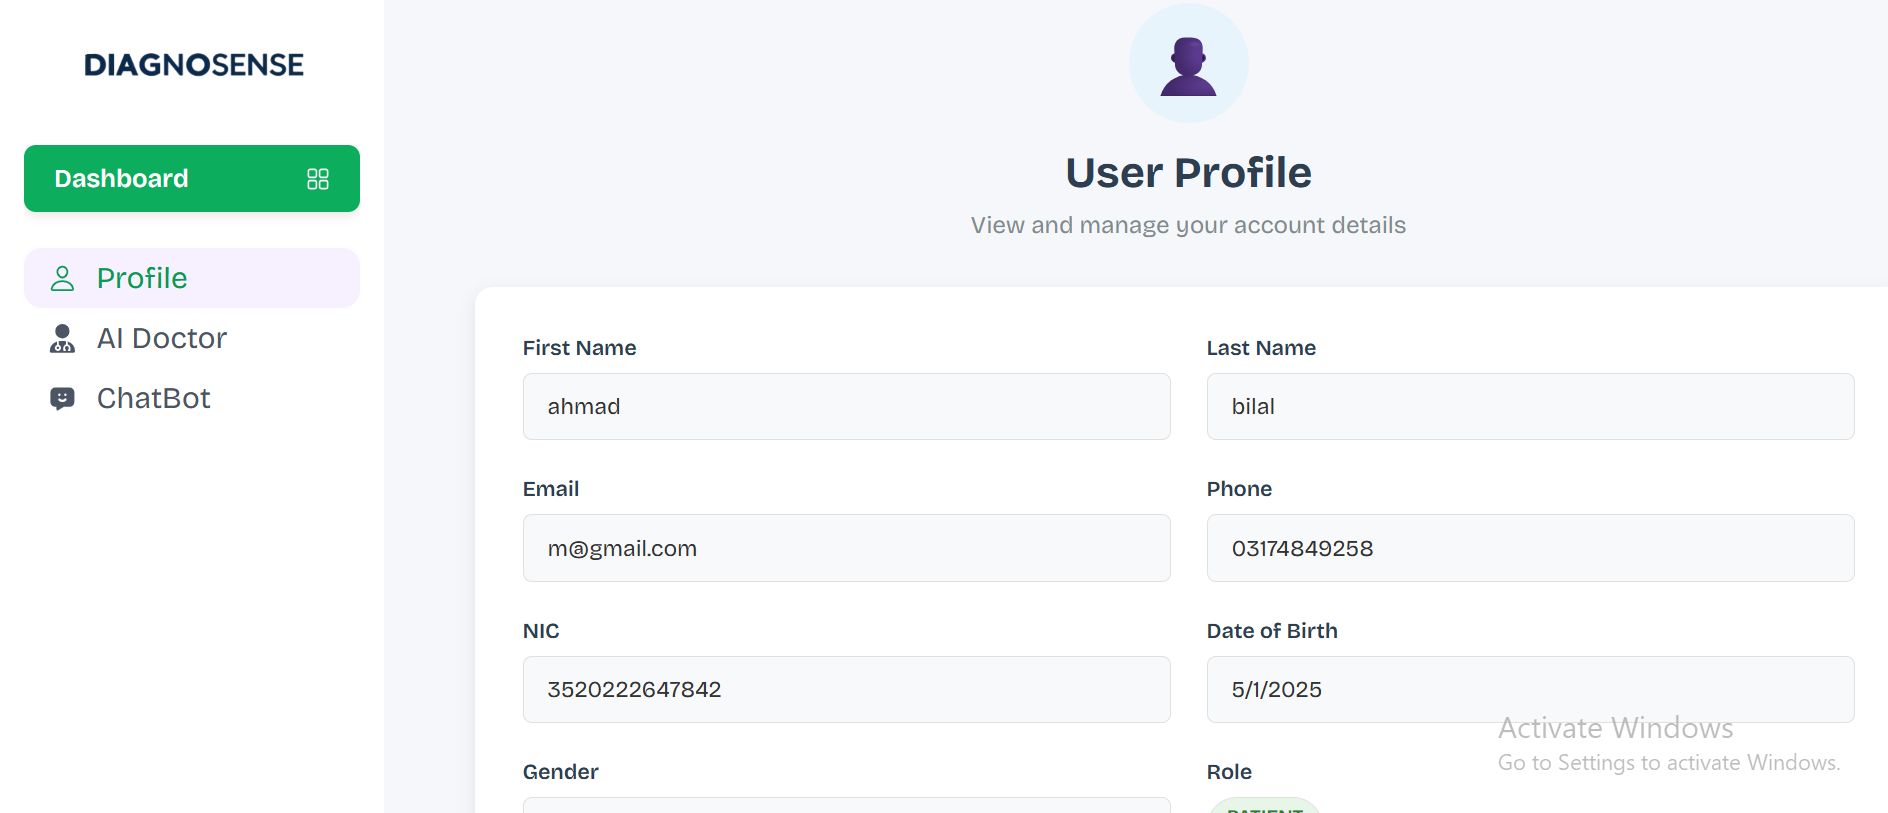 DIAGNOSENSE
Dashboard
Profile
AI Doctor
ChatBot
User Profile
View and manage your account details
First Name
Last Name
ahmad
bilal
Email
Phone
m@gmail.com
03174849258
NIC
Date of Birth
3520222647842
5/1/2025
Activate Windows
Go to Settings to activate Windows.
Gender
Role
PATIENT